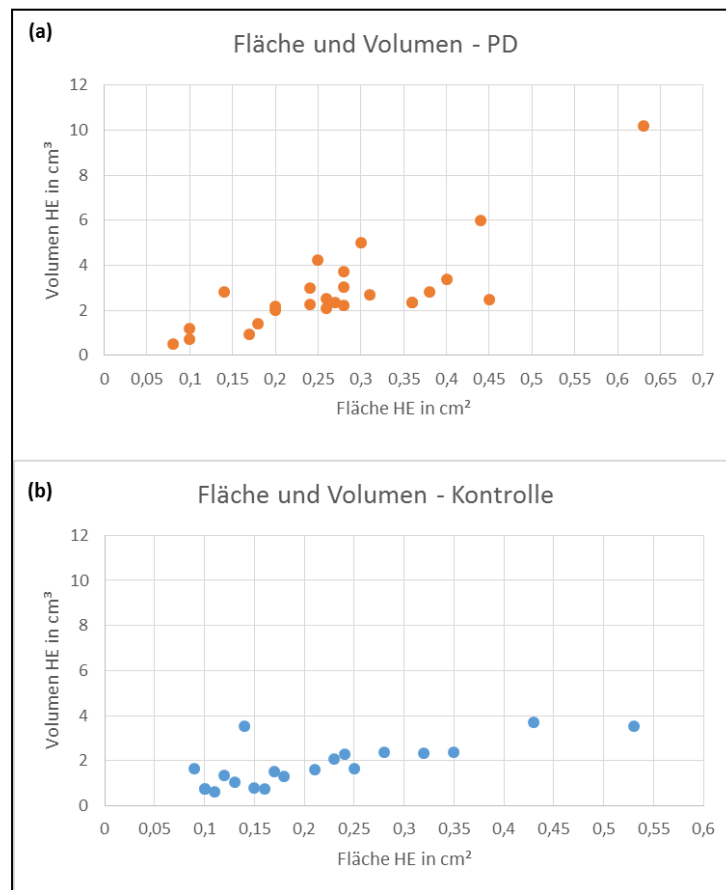 (a)
Fläche und Volumen - PD
12
10
8
6
4
2
0
Volumen HE in cm³
0 0,05 0,1 0,15 0,2 0,25 0,3 0,35 0,4 0,45 0,5 0,55 0,6 0,65 0,7
Fläche HE in cm²
(b)
Fläche und Volumen - Kontrolle
12
10
8
6
4
2
0
Volumen HE in cm³
0 0,05 0,1 0,15 0,2 0,25 0,3 0,35 0,4 0,45 0,5 0,55 0,6
Fläche HE in cm²